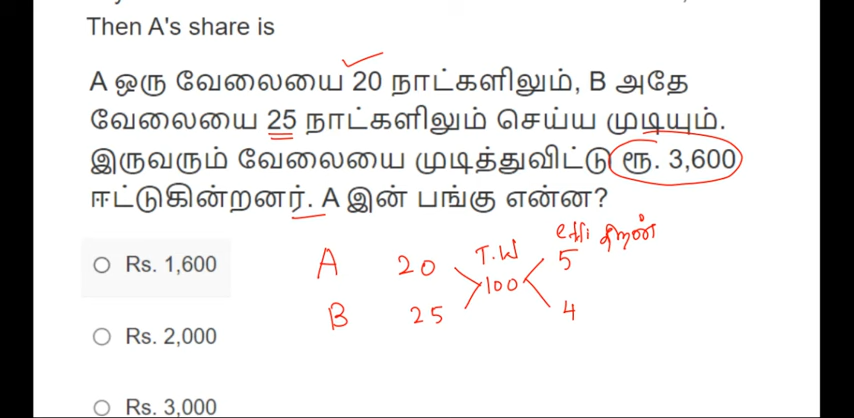 Then A's share is
A ஒரு வேலையை 20 நாட்களிலும், B அதே
வேலையை 25 நாட்களிலும் செய்ய முடியும்.
இருவரும் வேலையை முடித்துவிட்டு ரூ. 3,600
ஈட்டுகின்றனர். A இன் பங்கு என்ன?
திறன்
Rs. 1,600
A 20 T.W 100 5
B 25 4
Rs. 2,000
Rs. 3,000